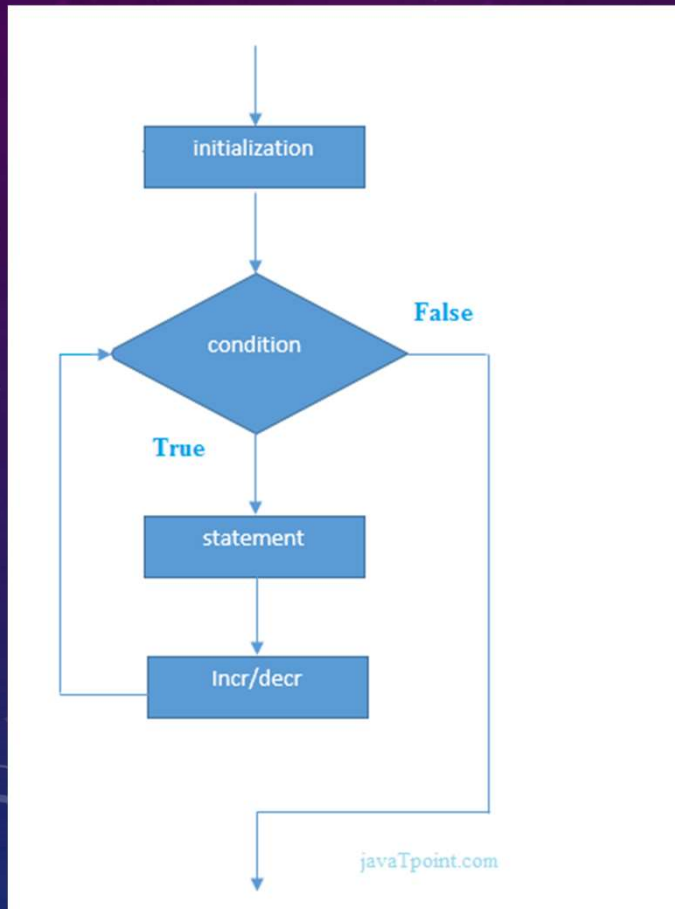 initialization
False
condition
True
statement
Incr/decr
javaTpoint.com